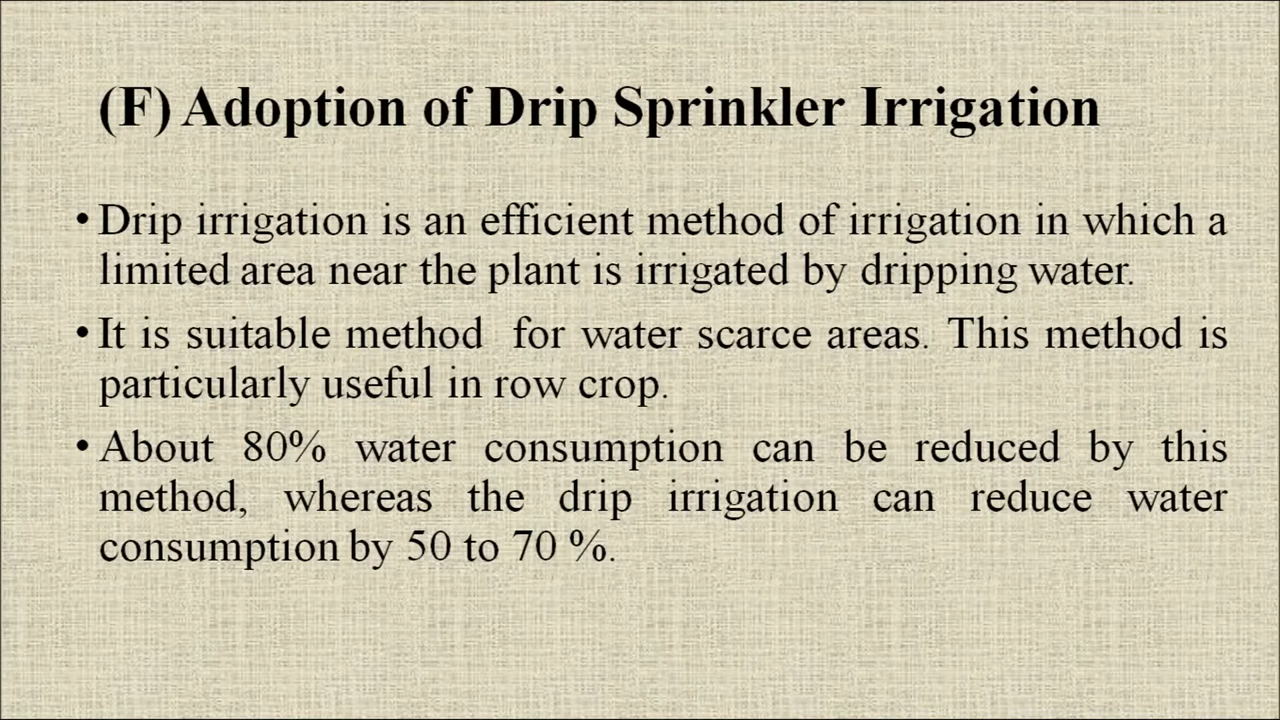 (F) Adoption of Drip Sprinkler Irrigation
• Drip irrigation is an efficient method of irrigation in which a
limited area near the plant is irrigated by dripping water.
• It is suitable method  for water scarce areas. This method is
particularly useful in row crop.
• About 80% water consumption can be reduced by this
method, whereas the drip irrigation can reduce water
consumption by 50 to 70 %.